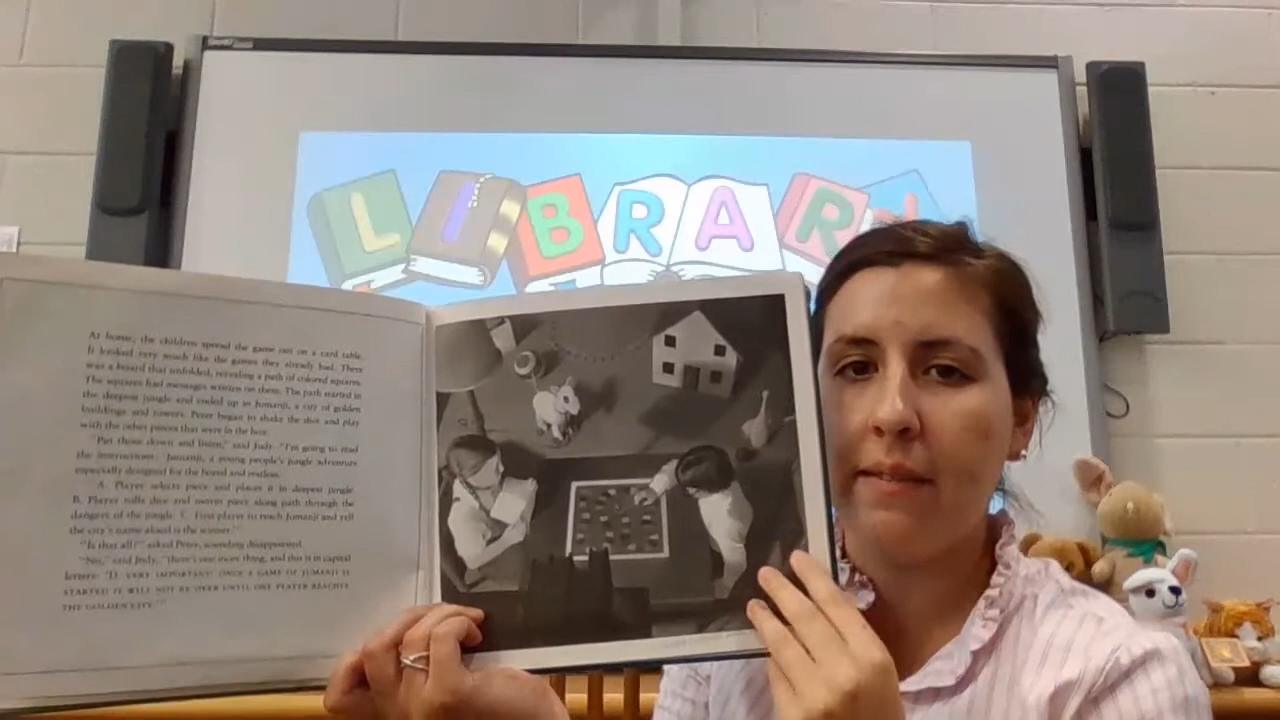 LIBRARY
At home, the children spread the game out on a card table.
It looked very much like the games they already had. There
was a board that unfolded, revealing a path of colored squares.
The squares had messages written on them. The path started in
the deepest jungle and ended up in Jumanji, a city of golden
buildings and towers. Peter began to shake the dice and play
with the other pieces that were in the box.
"Put those down and listen," said Judy. "I'm going to read
the instructions: 'Jumanji, a young people's jungle adventure
especially designed for the bored and restless.
'A. Player selects piece and places it in deepest jungle.
B. Player rolls dice and moves piece along path through the
dangers of the jungle. C. First player to reach Jumanji and yell
the city's name aloud is the winner.'"
"Is that all?" asked Peter, sounding disappointed.
"No," said Judy, "there's one more thing, and this is in capital
letters: 'D. VERY IMPORTANT: ONCE A GAME OF JUMANJI IS
STARTED IT WILL NOT BE OVER UNTIL ONE PLAYER REACHES
THE GOLDEN CITY.'"